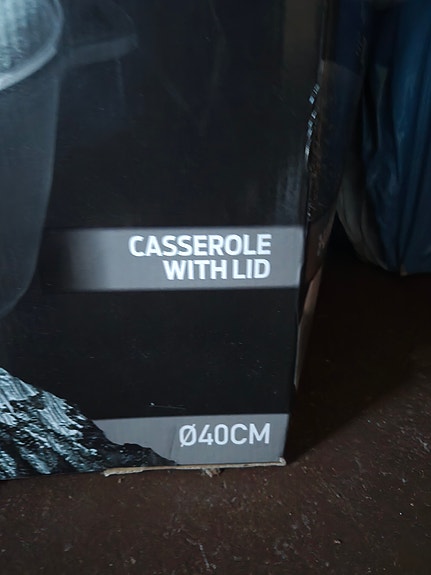 CASSEROLE
WITH LID
Ø40CM